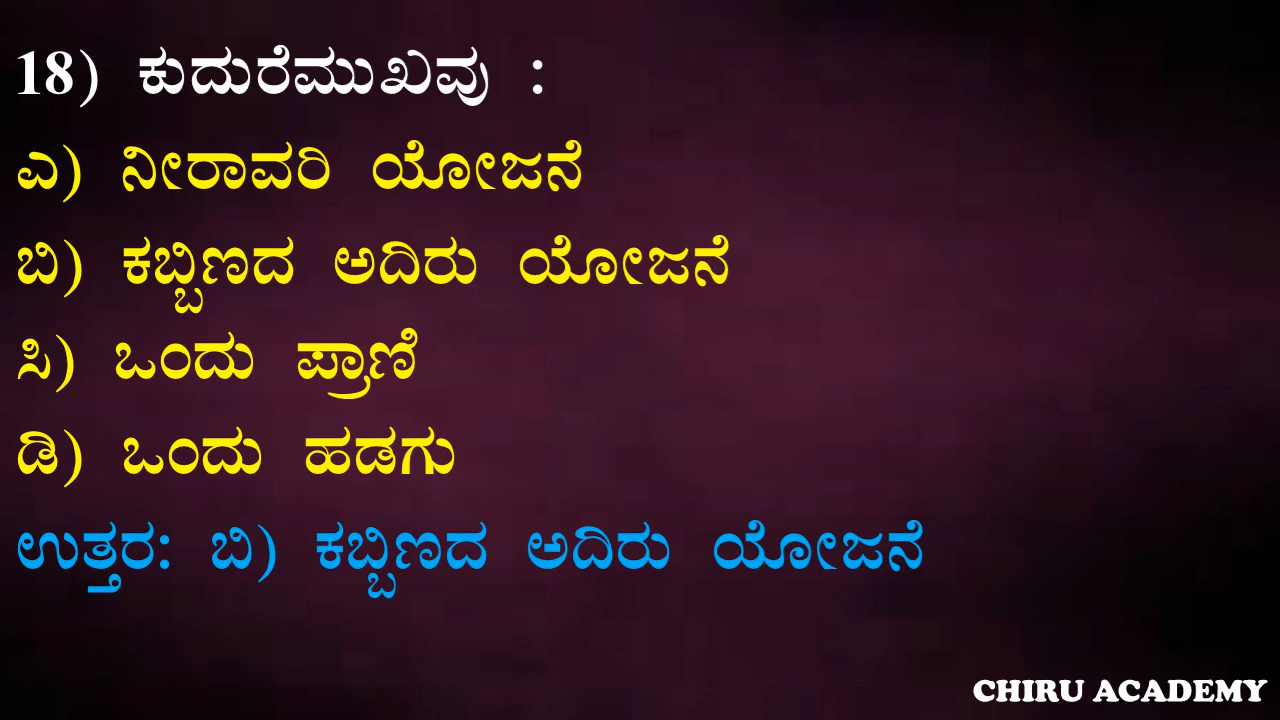 18) ಕುದುರೆಮುಖವು :
ಎ) ನೀರಾವರಿ ಯೋಜನೆ
ಬಿ) ಕಬ್ಬಿಣದ ಅದಿರು ಯೋಜನೆ
ಸಿ) ಒಂದು ಪ್ರಾಣಿ
ಡಿ) ಒಂದು ಹಡಗು
ಉತ್ತರ: ಬಿ) ಕಬ್ಬಿಣದ ಅದಿರು ಯೋಜನೆ
CHIRU ACADEMY